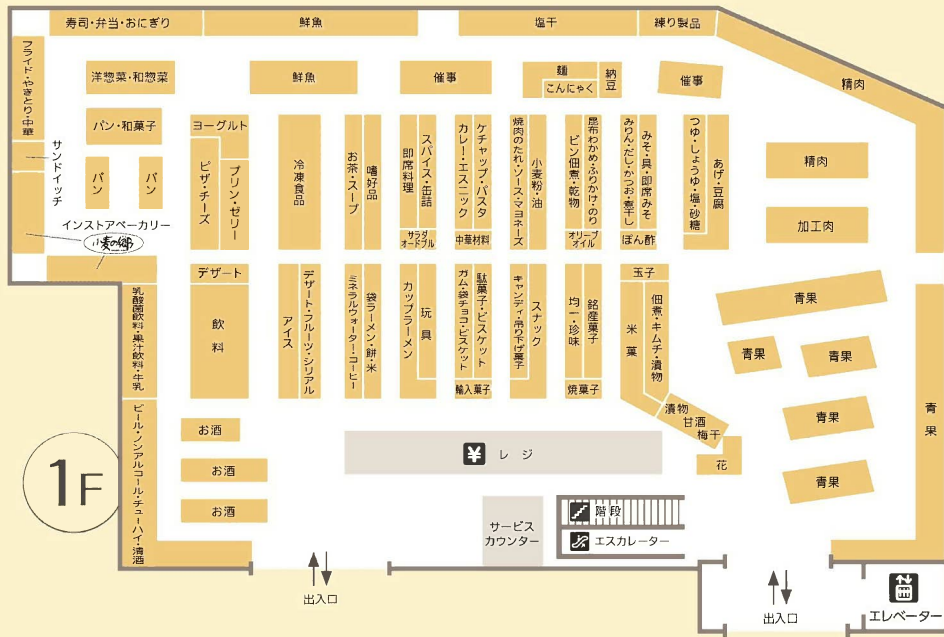 寿司・弁当・おにぎり
鮮魚
塩干
練り製品
精肉
フライド・やきとり・中華
洋惣菜・和惣菜
鮮魚
催事
麺
こんにゃく
納豆
催事
サンドイッチ
パン・和菓子
パン
パン
インストアベーカリー
小麦の郷
ヨーグルト
ピザ・チーズ
プリン・ゼリー
冷凍食品
お茶・スープ
嗜好品
即席料理
スパイス・缶詰
サラダ
オードブル
カレー・エスニック
ケチャップ・パスタ
中華材料
焼肉のたれ・ソース・マヨネーズ
小麦粉・油
ビン佃煮・乾物
昆布わかめ・ふりかけ・のり
オリーブ
オイル
みりん・だし・かつお・煮干し
みそ・具・即席みそ
ぽん酢
つゆ・しょうゆ・塩・砂糖
あげ・豆腐
精肉
加工肉
乳酸菌飲料・果汁飲料・牛乳
デザート
飲料
アイス
デザート・フルーツ・シリアル
ミネラルウォーター・コーヒー
袋ラーメン・餅・米
カップラーメン
玩具
ガム・袋チョコ・ビスケット
駄菓子・ビスケット
輸入菓子
キャンディ・吊り下げ菓子
スナック
均一・珍味
銘産菓子
焼菓子
玉子
米菓
佃煮・キムチ・漬物
漬物
甘酒
梅干
花
青果
青果
青果
青果
青果
青果
1F
ビール・ノンアルコール・チューハイ・清酒
お酒
お酒
お酒
¥ レジ
サービス
カウンター
階段
エスカレーター
出入口
出入口
エレベーター